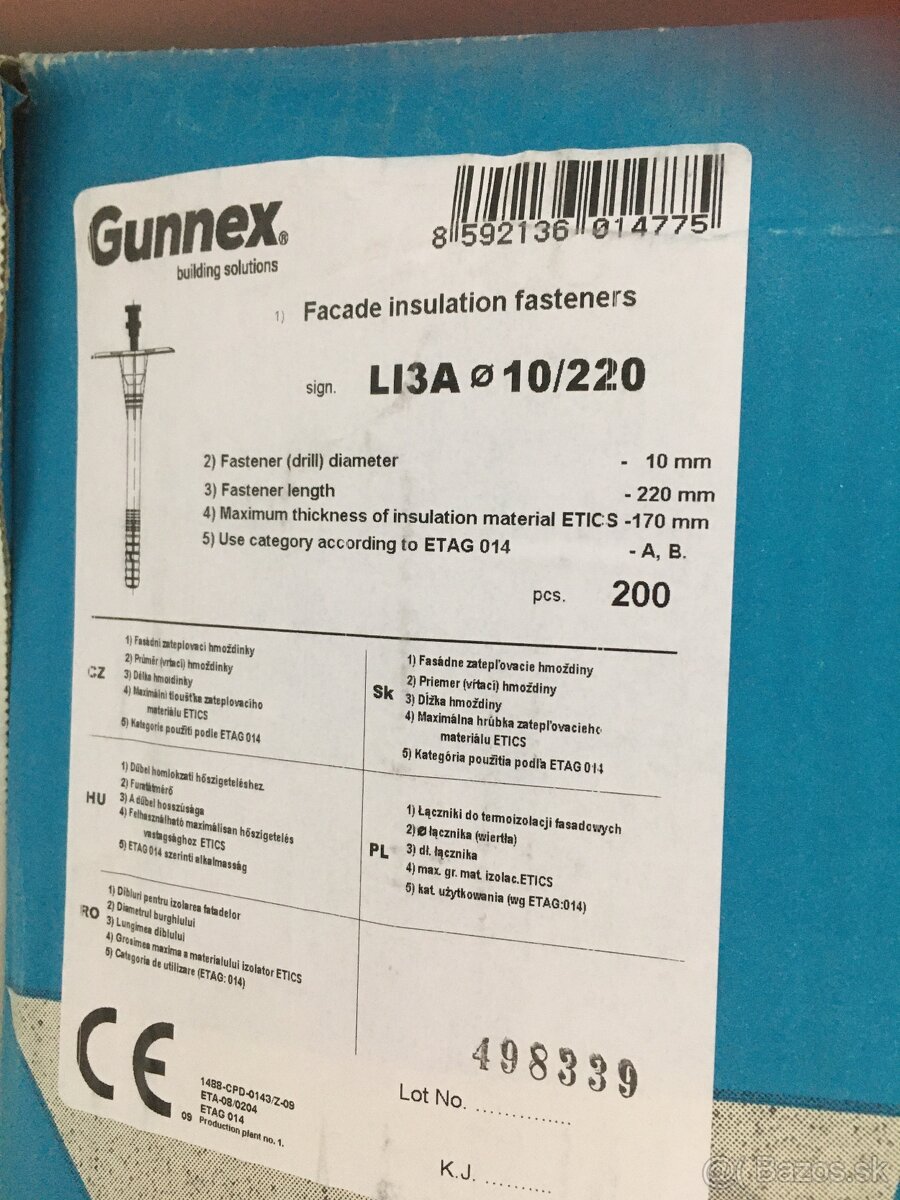 Gunnex®
building solutions
8 592136 014775
1) Facade insulation fasteners
sign. LI3A ø 10/220
2) Fastener (drill) diameter - 10 mm
3) Fastener length - 220 mm
4) Maximum thickness of insulation material ETICS -170 mm
5) Use category according to ETAG 014 - A, B.
pcs. 200
CZ
1) Fasádní zateplovací hmoždinky
2) Průměr (vrtací) hmoždinky
3) Délka hmoždinky
4) Maximální tloušťka zateplovacího
materiálu ETICS
5) Kategorie použití podle ETAG 014
Sk
1) Fasádne zatepľovacie hmoždiny
2) Priemer (vŕtací) hmoždiny
3) Dĺžka hmoždiny
4) Maximálna hrúbka zatepľovacieho
materiálu ETICS
5) Kategória použitia podľa ETAG 014
HU
1) Dűbel homlokzati hőszigeteléshez
2) Furatátmérő
3) A dűbel hosszúsága
4) Felhasználható maximálisan hőszigetelés
vastagsághoz ETICS
5) ETAG 014 szerinti alkalmasság
PL
1) Łączniki do termoizolacji fasadowych
2) ø łącznika (wiertła)
3) dł. łącznika
4) max. gr. mat. izolac.ETICS
5) kat. użytkowania (wg ETAG:014)
RO
1) Dibluri pentru izolarea fatadelor
2) Diametrul burghiului
3) Lungimea diblului
4) Grosimea maxima a materialului izolator ETICS
5) Categoria de utilizare (ETAG: 014)
CE
09
1488-CPD-0143/Z-09
ETA-08/0204
ETAG 014
Production plant no. 1.
498339
Lot No. ..............
K.J. ..............
@ Bazos.sk